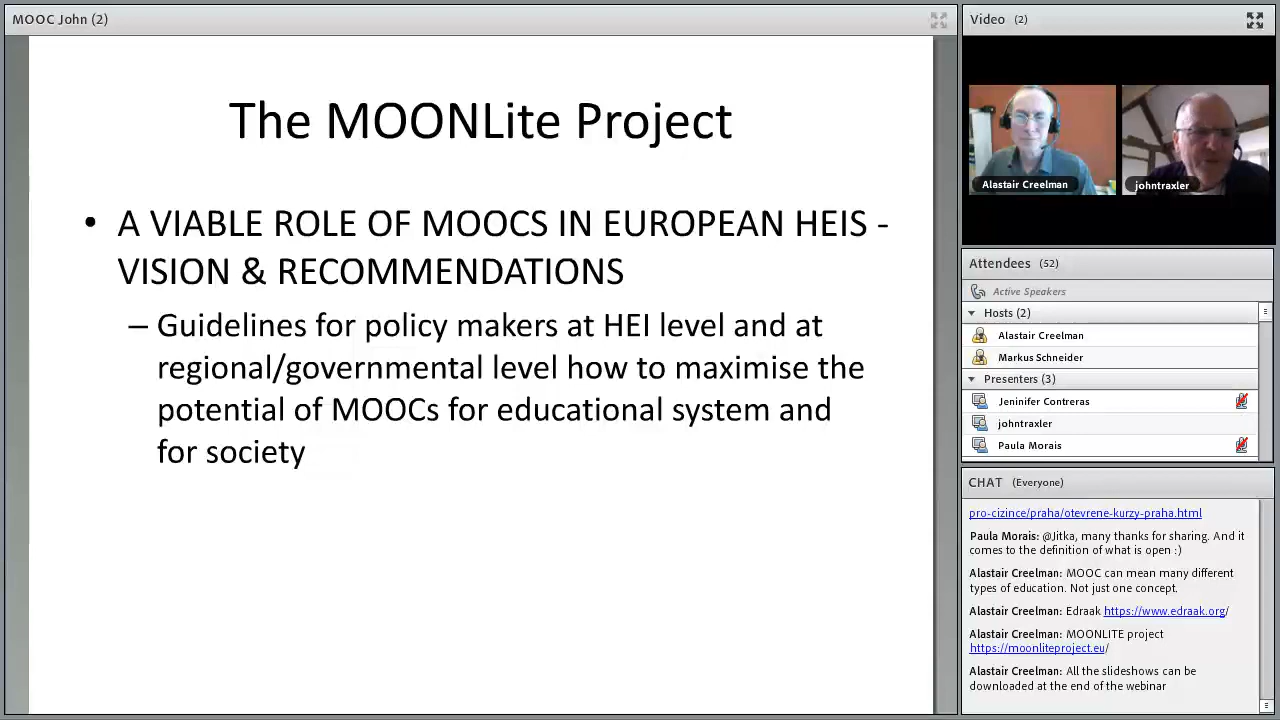 MOOC John (2)
The MOONLite Project
• A VIABLE ROLE OF MOOCS IN EUROPEAN HEIS -
VISION & RECOMMENDATIONS
– Guidelines for policy makers at HEI level and at
regional/governmental level how to maximise the
potential of MOOCs for educational system and
for society
Video (2)
Alastair Creelman
johntraxler
Attendees (52)
Active Speakers
Hosts (2)
Alastair Creelman
Markus Schneider
Presenters (3)
Jeninifer Contreras
johntraxler
Paula Morais
CHAT (Everyone)
pro-cizince/praha/otevrene-kurzy-praha.html
Paula Morais: @Jitka, many thanks for sharing. And it
comes to the definition of what is open :)
Alastair Creelman: MOOC can mean many different
types of education. Not just one concept.
Alastair Creelman: Edraak https://www.edraak.org/
Alastair Creelman: MOONLITE project
https://moonliteproject.eu/
Alastair Creelman: All the slideshows can be
downloaded at the end of the webinar